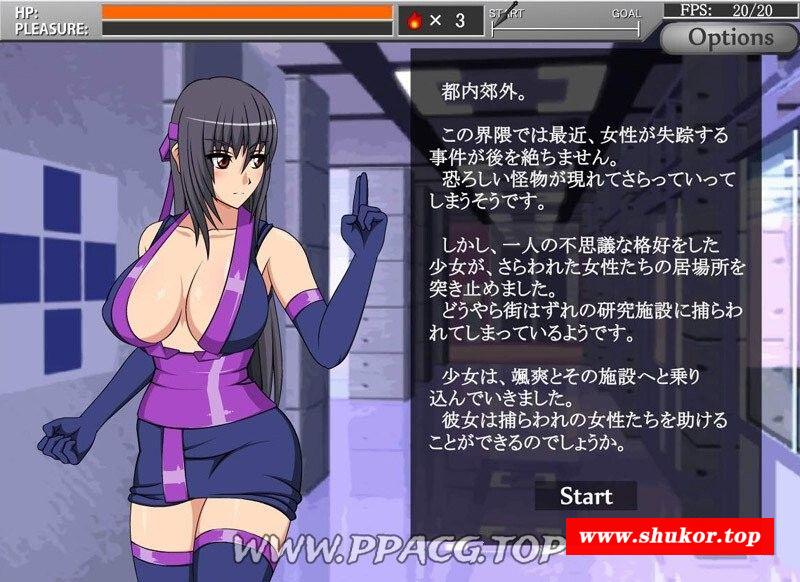 HP:
PLEASURE:
× 3
START
GOAL
FPS: 20/20
Options
都内郊外。
この界隈では最近、女性が失踪する
事件が後を絶ちません。
恐ろしい怪物が現れてさらっていって
しまうそうです。
しかし、一人の不思議な格好をした
少女が、さらわれた女性たちの居場所を
突き止めました。
どうやら街はずれの研究施設に捕らわ
れてしまっているようです。
少女は、颯爽とその施設へと乗り
込んでいきました。
彼女は捕らわれの女性たちを助ける
ことができるのでしょうか。
Start
www.shukor.top
WWW.PPACG.TOP